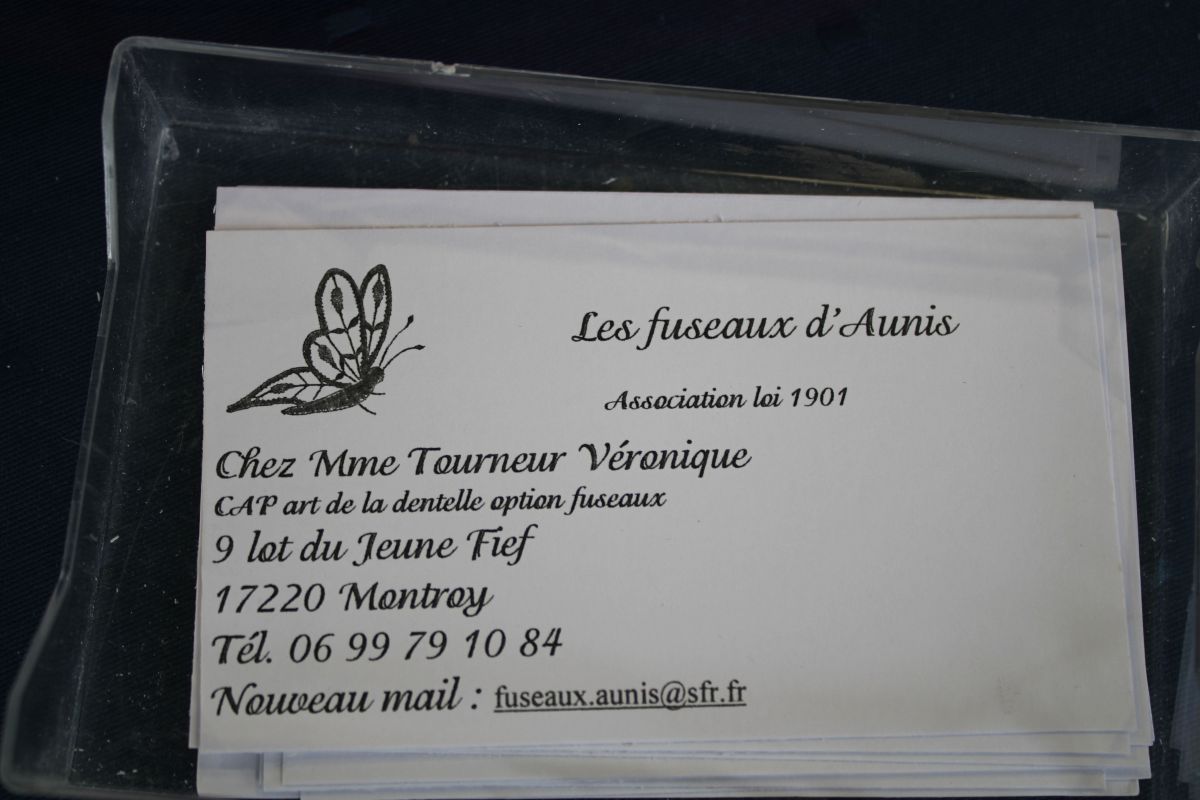 Les fuseaux d'Aunis
Association loi 1901
Chez Mme Tourneur Véronique
CAP art de la dentelle option fuseaux
9 lot du Jeune Fief
17220 Montroy
Tél. 06 99 79 10 84
Nouveau mail : fuseaux.aunis@sfr.fr